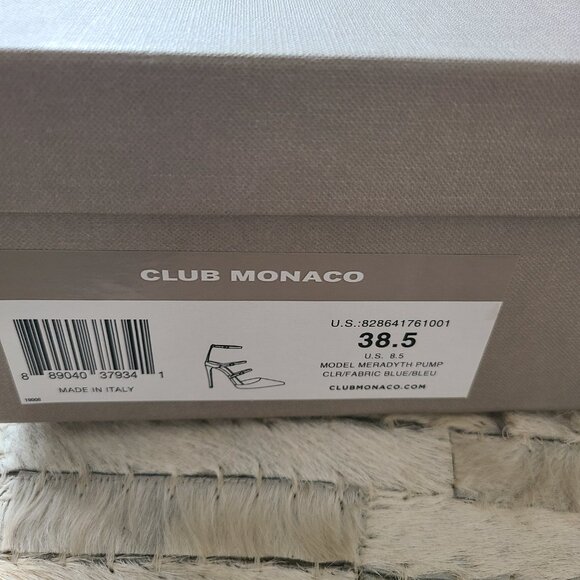 CLUB MONACO
U.S.:828641761001
38.5
U.S. 8.5
MODEL MERADYTH PUMP
CLR/FABRIC BLUE/BLEU
CLUBMONACO.COM
8 89040 37934 1
MADE IN ITALY